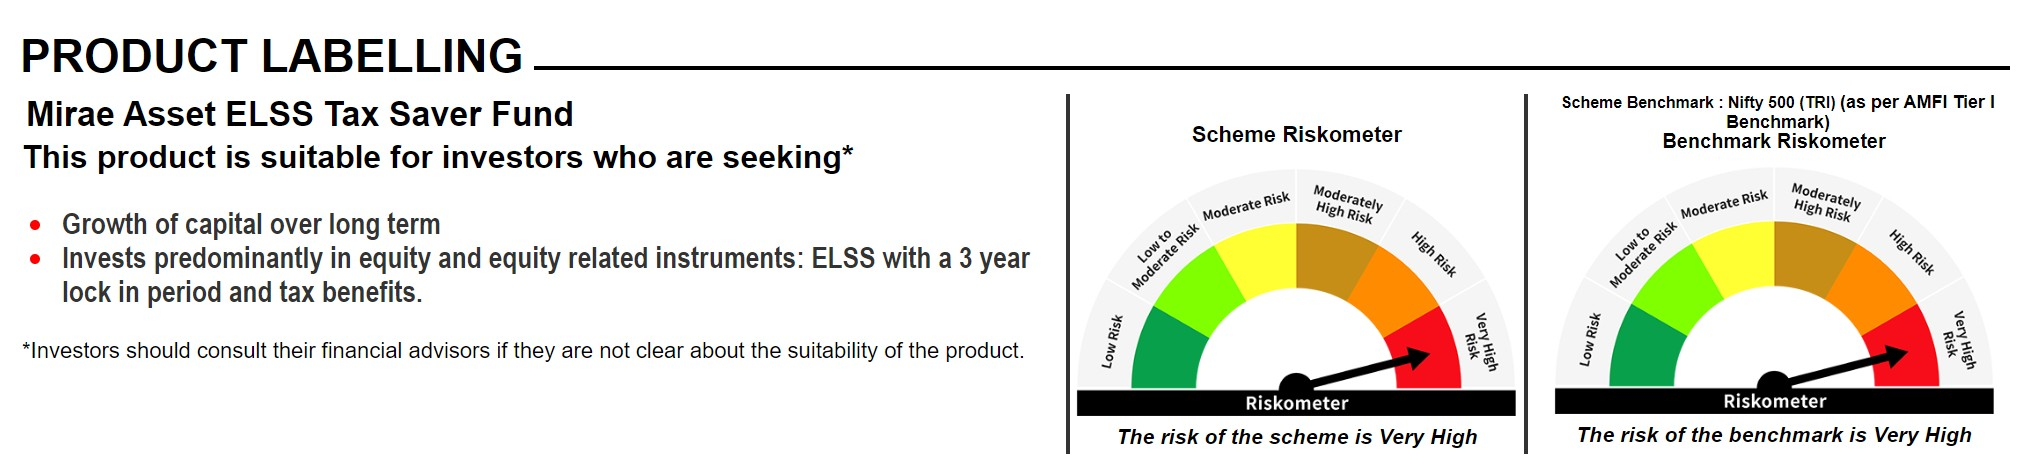 PRODUCT LABELLING
Mirae Asset ELSS Tax Saver Fund
This product is suitable for investors who are seeking*
Growth of capital over long term
Invests predominantly in equity and equity related instruments: ELSS with a 3 year
lock in period and tax benefits.
*Investors should consult their financial advisors if they are not clear about the suitability of the product.
Scheme Riskometer
Low Risk
Low to
Moderate Risk
Moderate Risk
Moderately
High Risk
High Risk
Very High
Risk
Riskometer
The risk of the scheme is Very High
Scheme Benchmark : Nifty 500 (TRI) (as per AMFI Tier I
Benchmark)
Benchmark Riskometer
Low Risk
Low to
Moderate Risk
Moderate Risk
Moderately
High Risk
High Risk
Very High
Risk
Riskometer
The risk of the benchmark is Very High